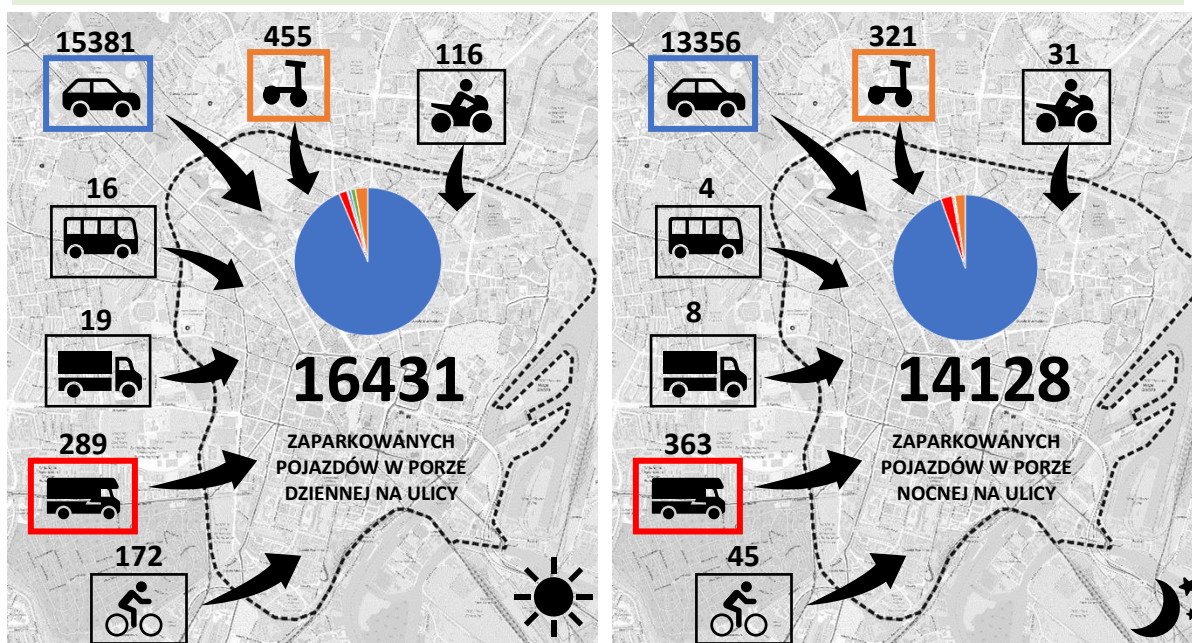 15381
455
116
16
19
16431
289
ZAPARKOWANYCH
POJAZDÓW W PORZE
DZIENNEJ NA ULICY
172
13356
321
31
4
8
14128
363
ZAPARKOWANYCH
POJAZDÓW W PORZE
NOCNEJ NA ULICY
45